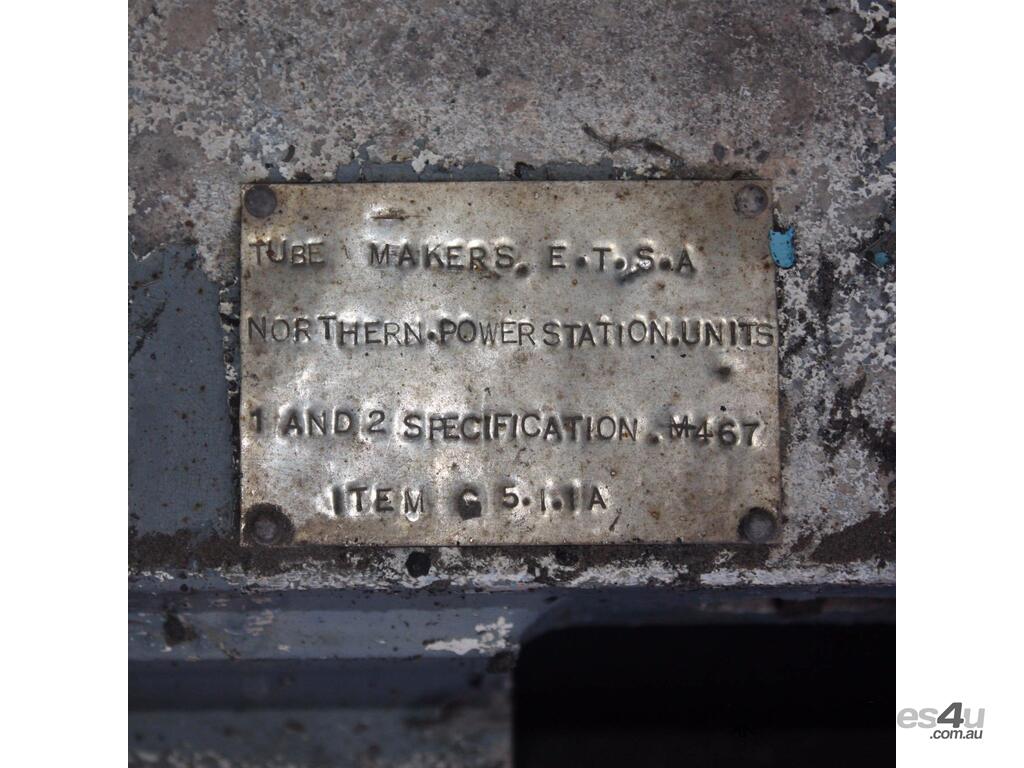 TUBE MAKERS. E.T.S.A
NORTHERN.POWER STATION.UNITS
1 AND 2 SPECIFICATION.M467
ITEM C 5.1.1A
es4u
.com.au